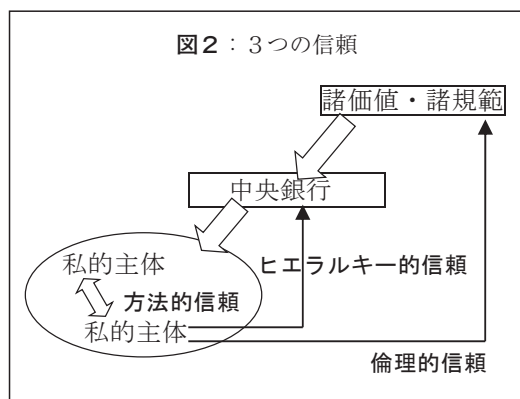 図2：3つの信頼
諸価値・諸規範
中央銀行
私的主体
ヒエラルキー的信頼
方法的信頼
私的主体
倫理的信頼